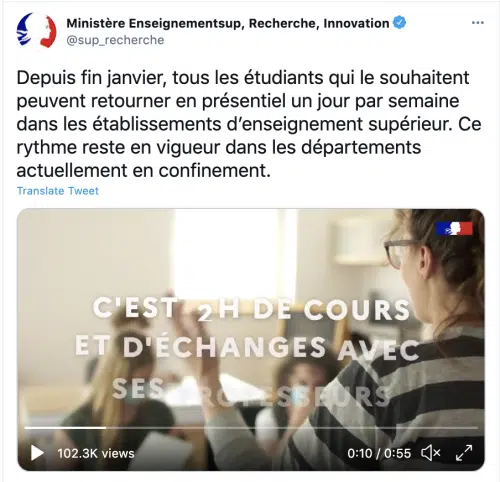 Ministère Enseignementsup, Recherche, Innovation
@sup_recherche
Depuis fin janvier, tous les étudiants qui le souhaitent
peuvent retourner en présentiel un jour par semaine
dans les établissements d’enseignement supérieur. Ce
rythme reste en vigueur dans les départements
actuellement en confinement.
Translate Tweet
C'EST 2H DE COURS
ET D'ÉCHANGES AVEC
SES PROFESSEURS
102.3K views
0:10 / 0:55